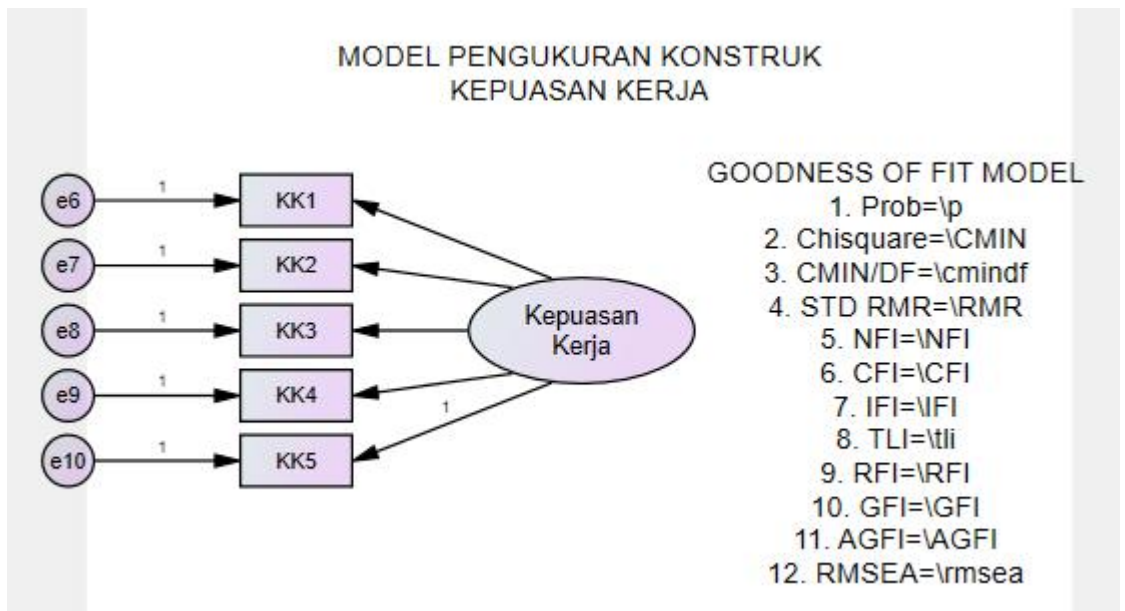 MODEL PENGUKURAN KONSTRUK
KEPUASAN KERJA
e6
1
KK1
e7
1
KK2
e8
1
KK3
e9
1
KK4
e10
1
KK5
1
Kepuasan
Kerja
GOODNESS OF FIT MODEL
1. Prob=\p
2. Chisquare=\CMIN
3. CMIN/DF=\cmindf
4. STD RMR=\RMR
5. NFI=\NFI
6. CFI=\CFI
7. IFI=\IFI
8. TLI=\tli
9. RFI=\RFI
10. GFI=\GFI
11. AGFI=\AGFI
12. RMSEA=\rmsea